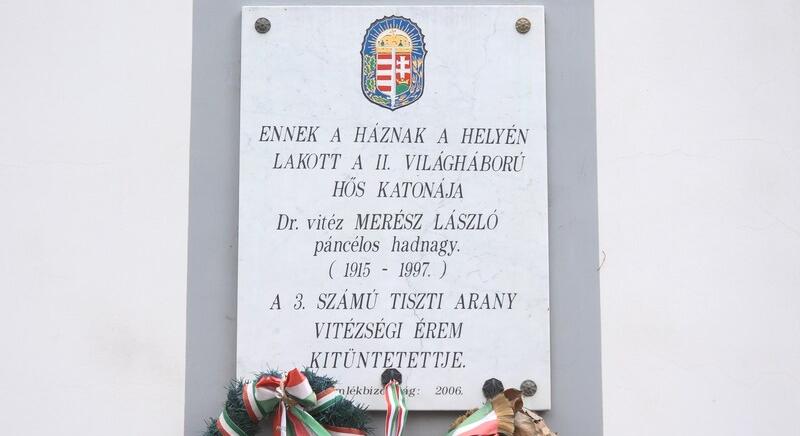 ENNEK A HÁZNAK A HELYÉN
LAKOTT A II. VILÁGHÁBORÚ
HŐS KATONÁJA
Dr. vitéz MERÉSZ LÁSZLÓ
páncélos hadnagy.
( 1915 - 1997. )
A 3. SZÁMÚ TISZTI ARANY
VITÉZSÉGI ÉREM
KITÜNTETETTJE.
2006.